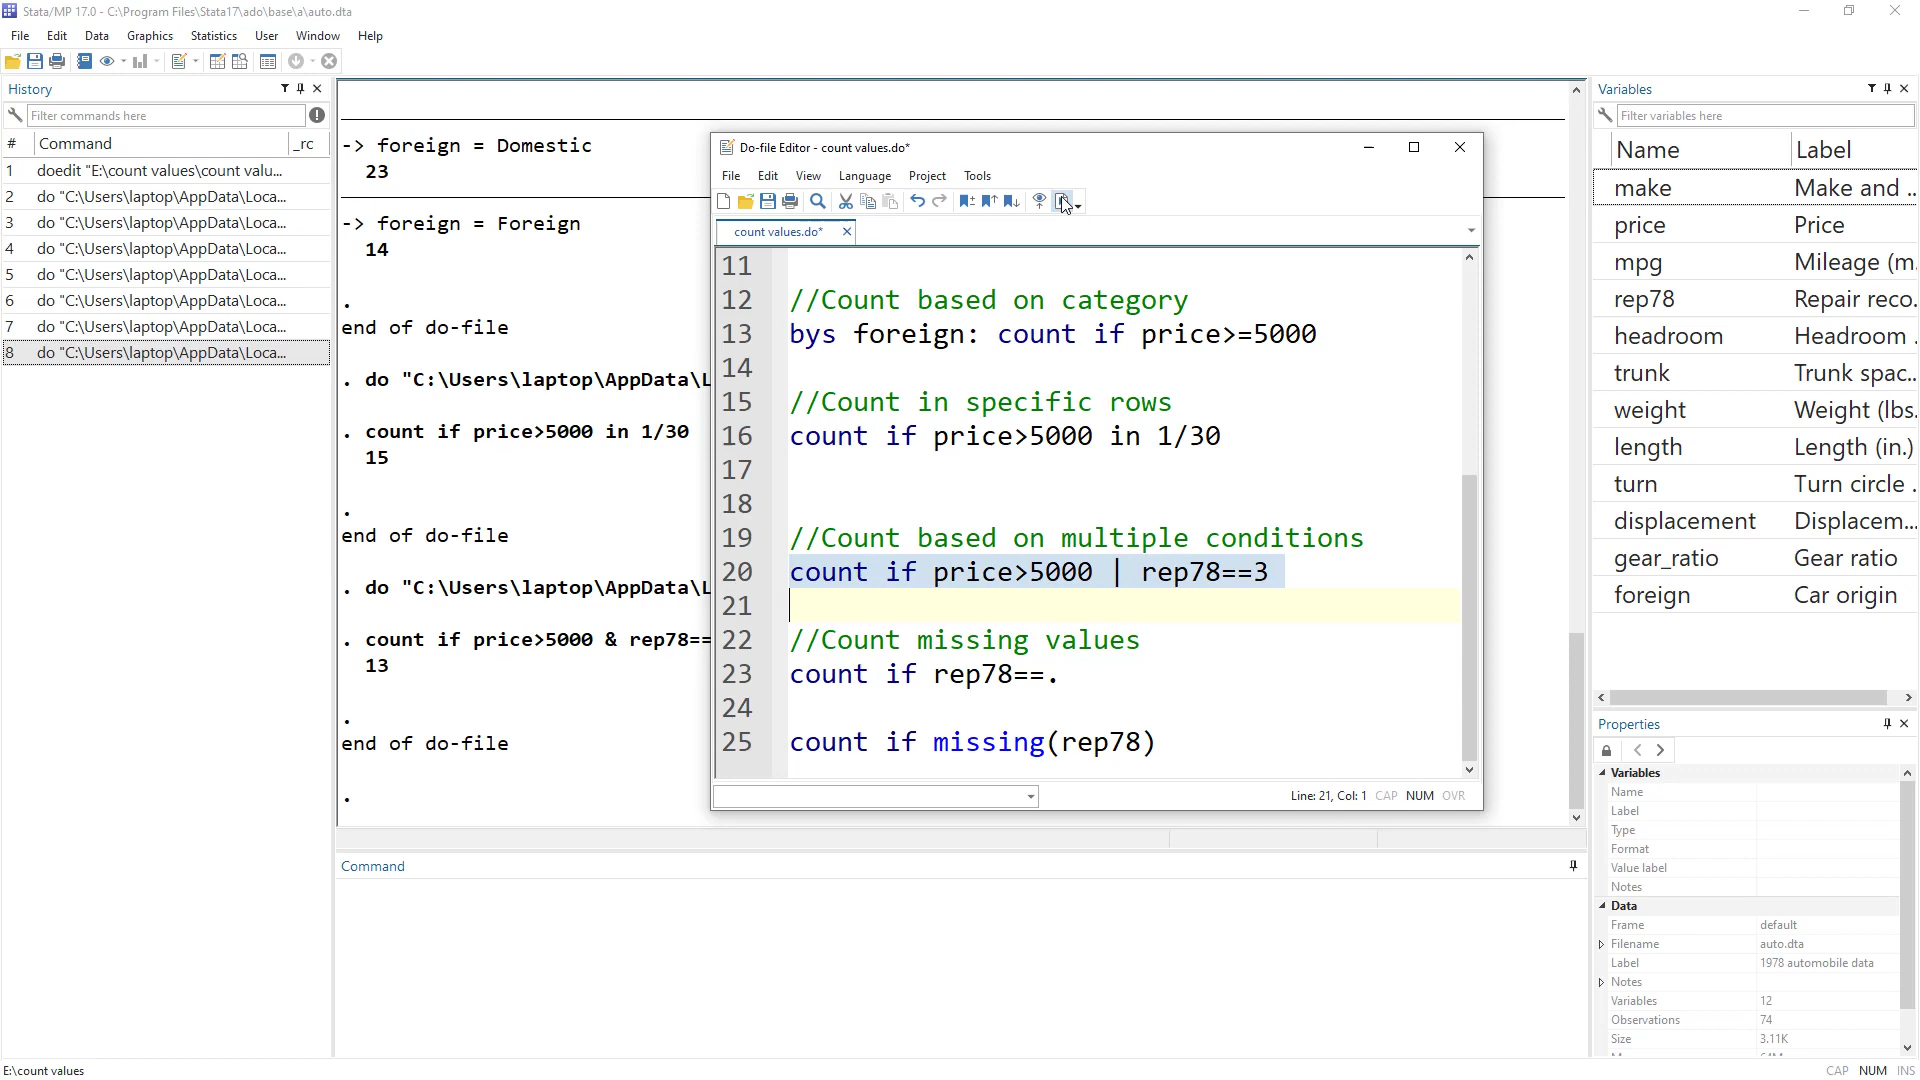 Stata/MP 17.0 - C:\Program Files\Stata17\ado\base\a\auto.dta
File Edit Data Graphics Statistics User Window Help
History
Filter commands here
# Command _rc
1 doedit "E:\count values\count valu...
2 do "C:\Users\laptop\AppData\Loca...
3 do "C:\Users\laptop\AppData\Loca...
4 do "C:\Users\laptop\AppData\Loca...
5 do "C:\Users\laptop\AppData\Loca...
6 do "C:\Users\laptop\AppData\Loca...
7 do "C:\Users\laptop\AppData\Loca...
8 do "C:\Users\laptop\AppData\Loca...
-> foreign = Domestic
23
-> foreign = Foreign
14
.
end of do-file
. do "C:\Users\laptop\AppData\L
. count if price>5000 in 1/30
15
.
end of do-file
. do "C:\Users\laptop\AppData\L
. count if price>5000 & rep78==
13
.
end of do-file
.
Do-file Editor - count values.do*
File Edit View Language Project Tools
count values.do*
11
12 //Count based on category
13 bys foreign: count if price>=5000
14
15 //Count in specific rows
16 count if price>5000 in 1/30
17
18
19 //Count based on multiple conditions
20 count if price>5000 | rep78==3
21
22 //Count missing values
23 count if rep78==.
24
25 count if missing(rep78)
Line: 21, Col: 1 CAP NUM OVR
Command
Variables
Filter variables here
Name Label
make Make and ..
price Price
mpg Mileage (m.
rep78 Repair reco.
headroom Headroom .
trunk Trunk spac..
weight Weight (lbs.
length Length (in.)
turn Turn circle .
displacement Displacem...
gear_ratio Gear ratio
foreign Car origin
Properties
Variables
Name
Label
Type
Format
Value label
Notes
Data
Frame default
Filename auto.dta
Label 1978 automobile data
Notes
Variables 12
Observations 74
Size 3.11K
E:\count values
CAP NUM INS